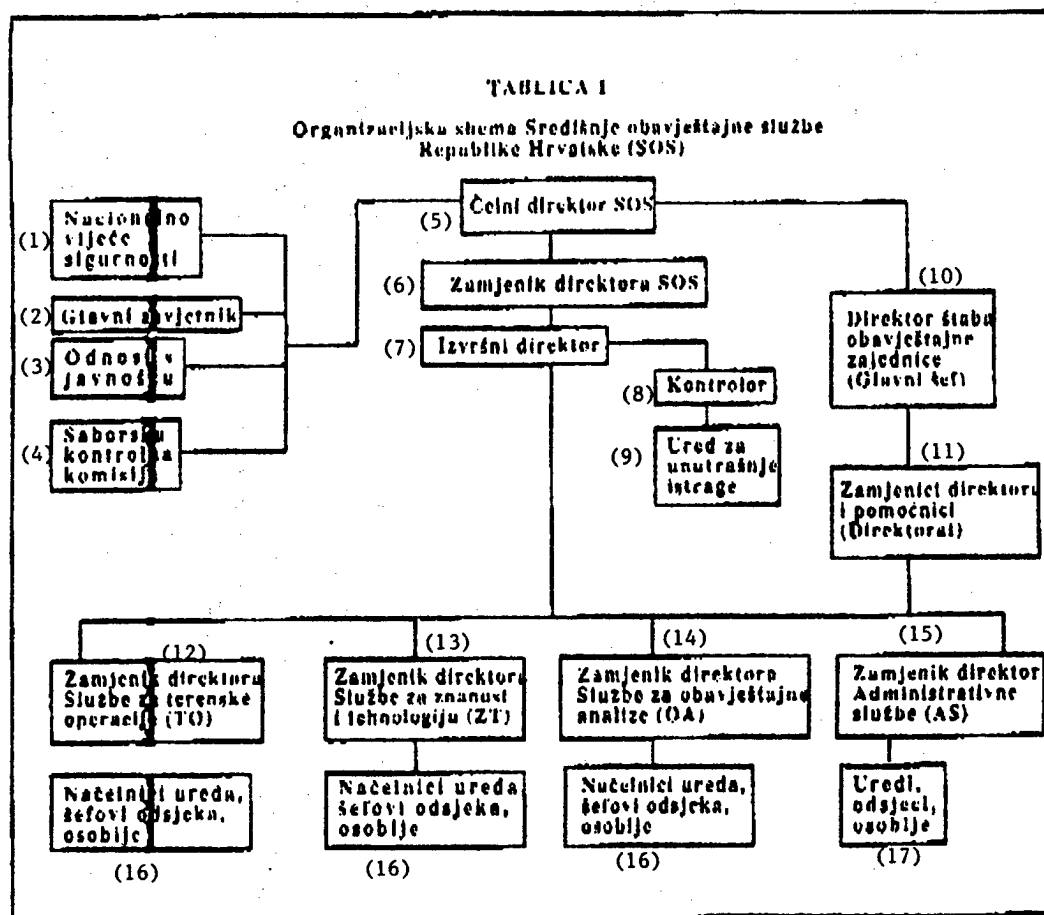 TABLICA 1
Organizacijska shema Središnje obavještajne službe
Republike Hrvatske (SOS)
(1)
Nacionalno
vijeće
sigurnosti
(2)
Glavni savjetnik
(3)
Odnosi s
javnošću
(4)
Saborska
kontrolna
komisija
(5)
Čelni direktor SOS
(6)
Zamjenik direktora SOS
(7)
Izvršni direktor
(8)
Kontrolor
(9)
Ured za
unutrašnje
istrage
(10)
Direktor štaba
obavještajne
zajednice
(Glavni šef)
(11)
Zamjenici direktora
i pomoćnici
(Direktorat)
(12)
Zamjenik direktora
Službe za terenske
operacije (TO)
(13)
Zamjenik direktora
Službe za znanost
i tehnologiju (ZT)
(14)
Zamjenik direktora
Službe za obavještajne
analize (OA)
(15)
Zamjenik direktor
Administrativne
službe (AS)
Načelnici ureda,
šefovi odsjeka,
osoblje
(16)
Načelnici ureda
šefovi odsjeka,
osoblje
(16)
Načelnici ureda,
šefovi odsjeka,
osoblje
(16)
Uredi,
odsjeci,
osoblje
(17)